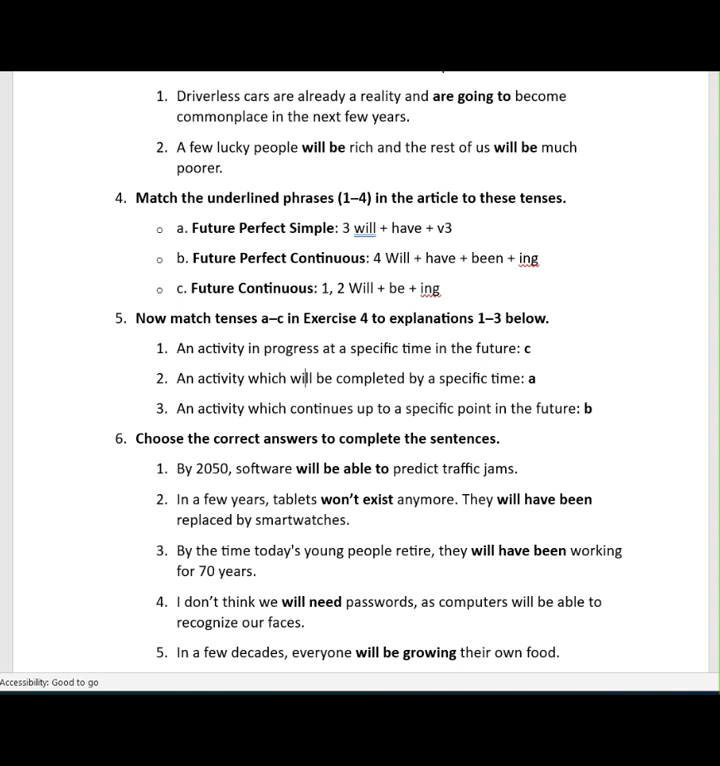 1. Driverless cars are already a reality and are going to become
commonplace in the next few years.
2. A few lucky people will be rich and the rest of us will be much
poorer.
4. Match the underlined phrases (1–4) in the article to these tenses.
o a. Future Perfect Simple: 3 will + have + v3
o b. Future Perfect Continuous: 4 Will + have + been + ing
o c. Future Continuous: 1, 2 Will + be + ing
5. Now match tenses a–c in Exercise 4 to explanations 1–3 below.
1. An activity in progress at a specific time in the future: c
2. An activity which will be completed by a specific time: a
3. An activity which continues up to a specific point in the future: b
6. Choose the correct answers to complete the sentences.
1. By 2050, software will be able to predict traffic jams.
2. In a few years, tablets won’t exist anymore. They will have been
replaced by smartwatches.
3. By the time today's young people retire, they will have been working
for 70 years.
4. I don’t think we will need passwords, as computers will be able to
recognize our faces.
5. In a few decades, everyone will be growing their own food.
Accessibility: Good to go